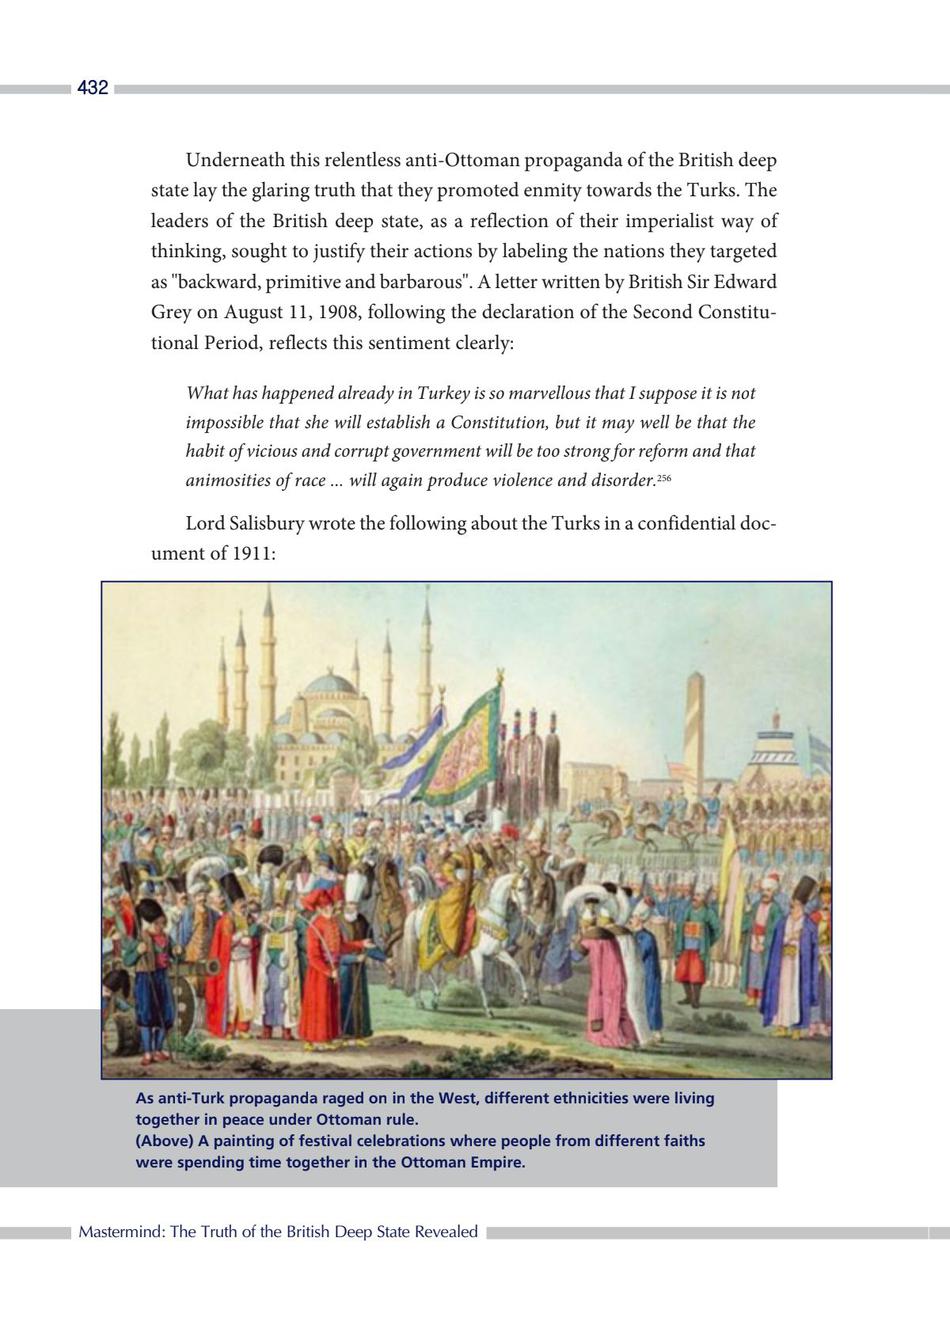 432
Underneath this relentless anti-Ottoman propaganda of the British deep
state lay the glaring truth that they promoted enmity towards the Turks. The
leaders of the British deep state, as a reflection of their imperialist way of
thinking, sought to justify their actions by labeling the nations they targeted
as "backward, primitive and barbarous". A letter written by British Sir Edward
Grey on August 11, 1908, following the declaration of the Second Constitu-
tional Period, reflects this sentiment clearly:
What has happened already in Turkey is so marvellous that I suppose it is not
impossible that she will establish a Constitution, but it may well be that the
habit of vicious and corrupt government will be too strong for reform and that
animosities of race ... will again produce violence and disorder.256
Lord Salisbury wrote the following about the Turks in a confidential doc-
ument of 1911:
As anti-Turk propaganda raged on in the West, different ethnicities were living
together in peace under Ottoman rule.
(Above) A painting of festival celebrations where people from different faiths
were spending time together in the Ottoman Empire.
Mastermind: The Truth of the British Deep State Revealed